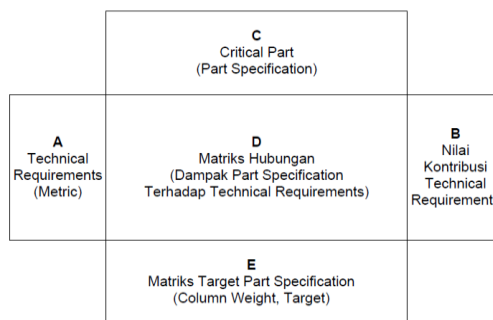 C
Critical Part
(Part Specification)
A
Technical
Requirements
(Metric)
D
Matriks Hubungan
(Dampak Part Specification
Terhadap Technical Requirements)
B
Nilai
Kontribusi
Technical
Requirement
E
Matriks Target Part Specification
(Column Weight, Target)